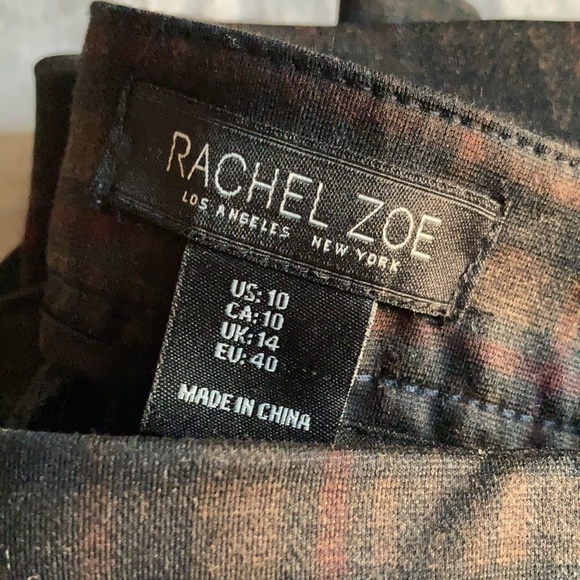 RACHEL ZOE
LOS ANGELES NEW YORK
US: 10
CA: 10
UK: 14
EU: 40
MADE IN CHINA